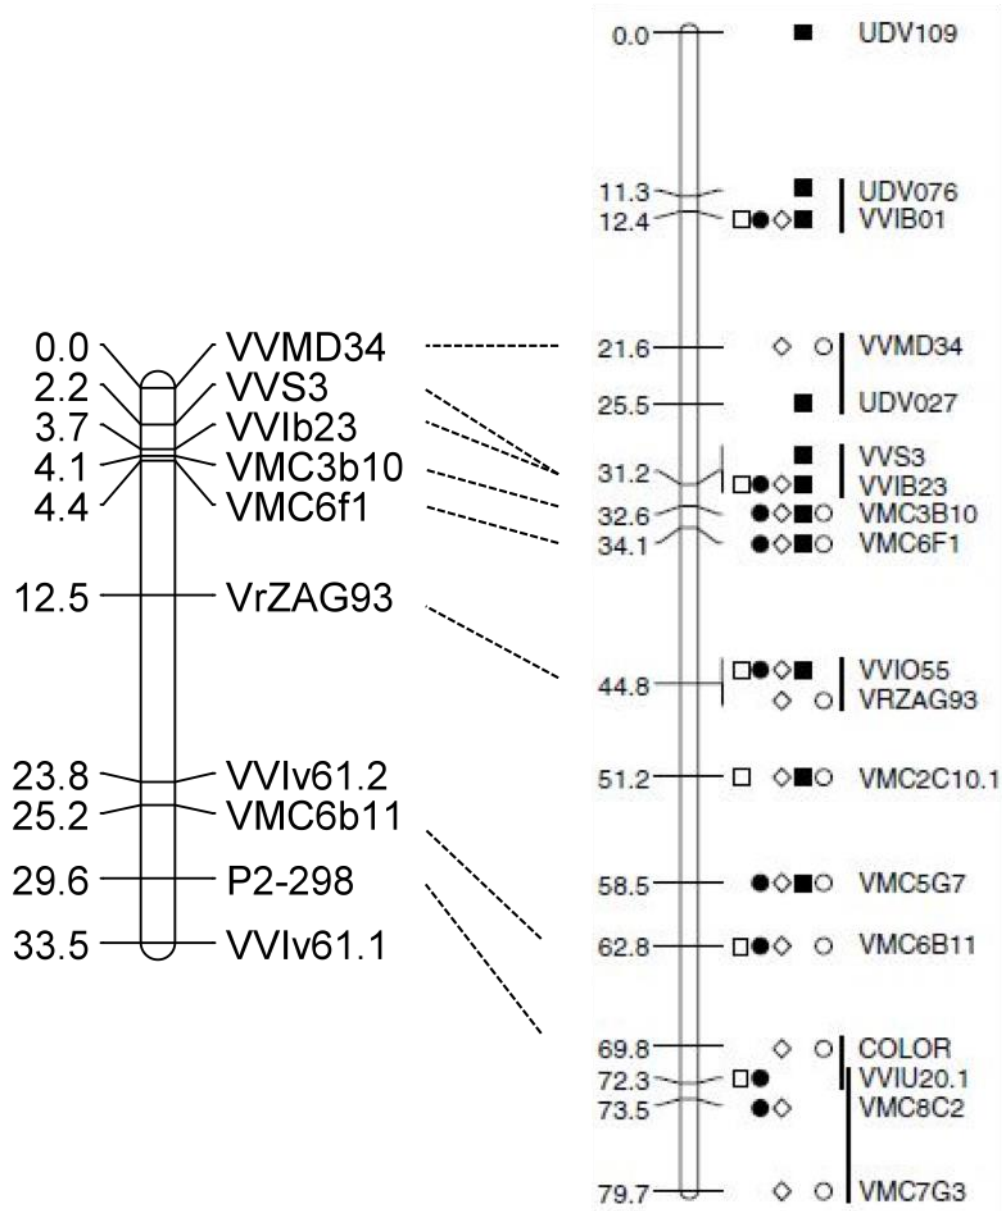 0.0 VVMD34
2.2 VVS3
3.7 VVIb23
4.1 VMC3b10
4.4 VMC6f1
12.5 VrZAG93
23.8 VVIv61.2
25.2 VMC6b11
29.6 P2-298
33.5 VVIv61.1
0.0 UDV109
11.3 UDV076
12.4 VVIB01
21.6 VVMD34
25.5 UDV027
VVS3
31.2 VVIB23
32.6 VMC3B10
34.1 VMC6F1
VVIO55
44.8 VRZAG93
51.2 VMC2C10.1
58.5 VMC5G7
62.8 VMC6B11
69.8 COLOR
72.3 VVIU20.1
73.5 VMC8C2
79.7 VMC7G3